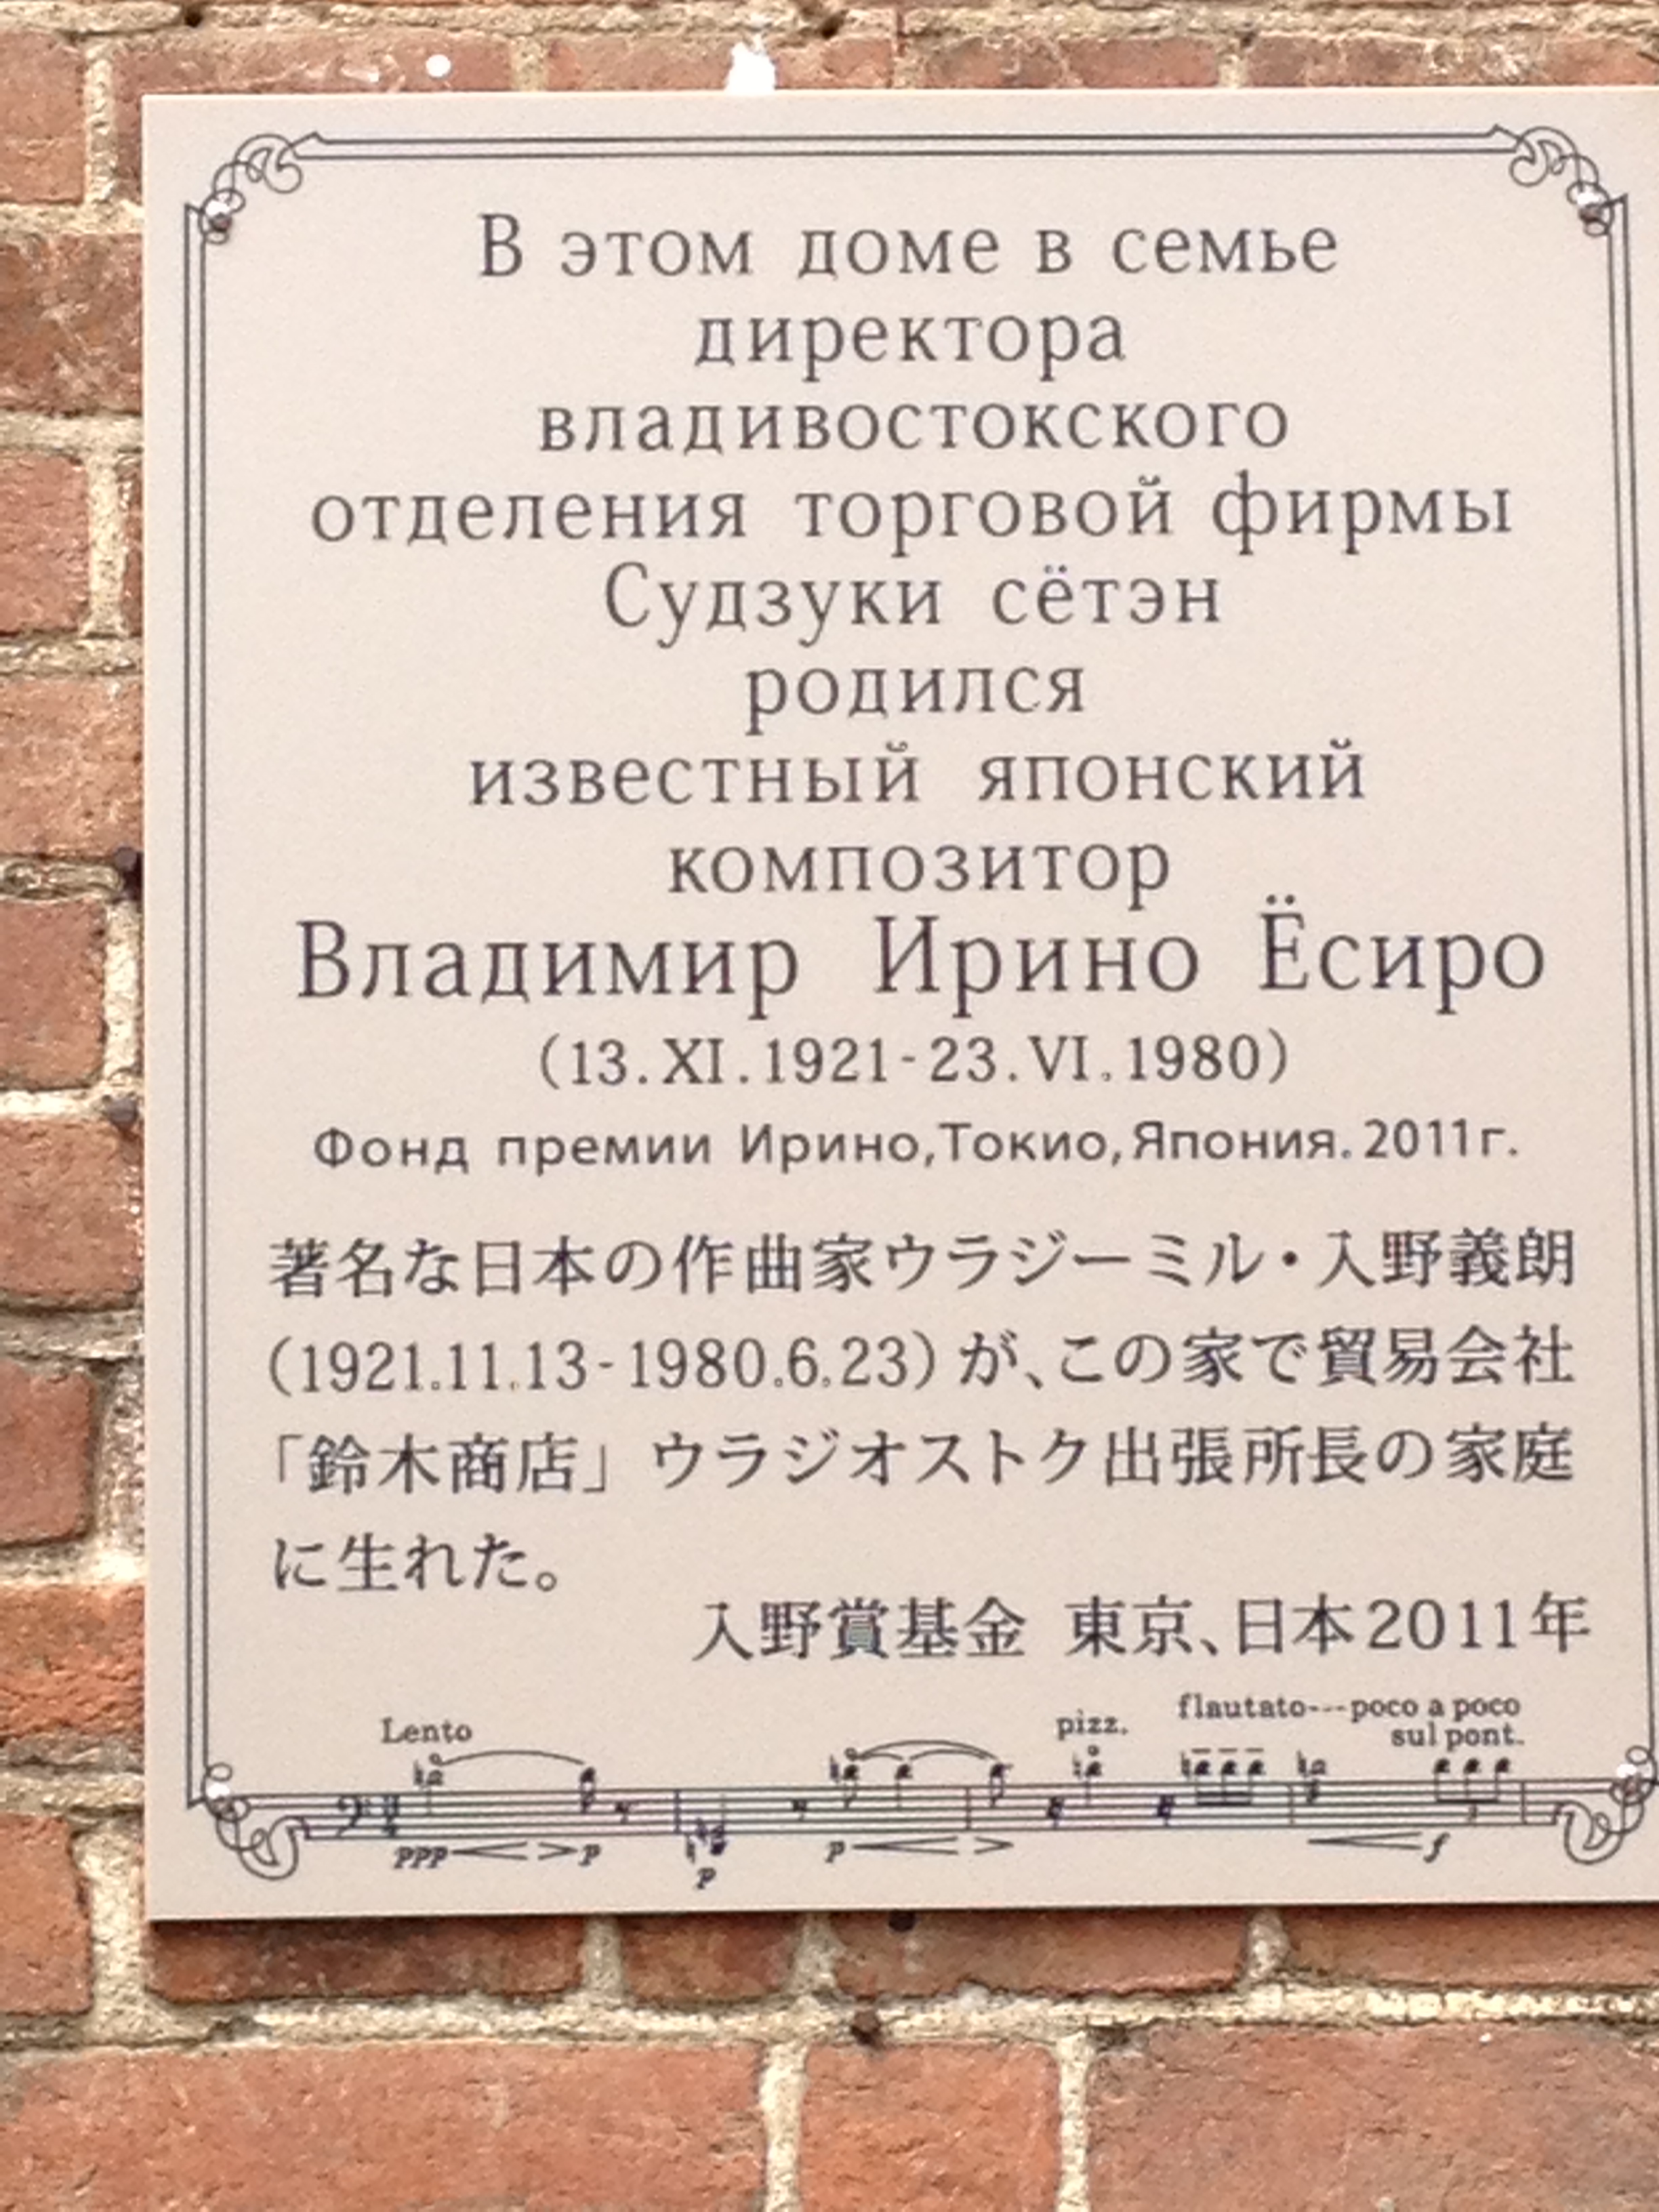 В этом доме в семье
директора
владивостокского
отделения торговой фирмы
Судзуки сётэн
родился
известный японский
композитор
Владимир Ирино Ёсиро
(13.XI.1921-23.VI.1980)
Фонд премии Ирино,Токио,Япония.2011г.
著名な日本の作曲家ウラジーミル・入野義朗
(1921.11.13-1980.6.23)が、この家で貿易会社
「鈴木商店」ウラジオストク出張所長の家庭
に生れた。
入野賞基金 東京、日本2011年
Lento pizz. flautato---poco a poco
sul pont.
ppp p p p f